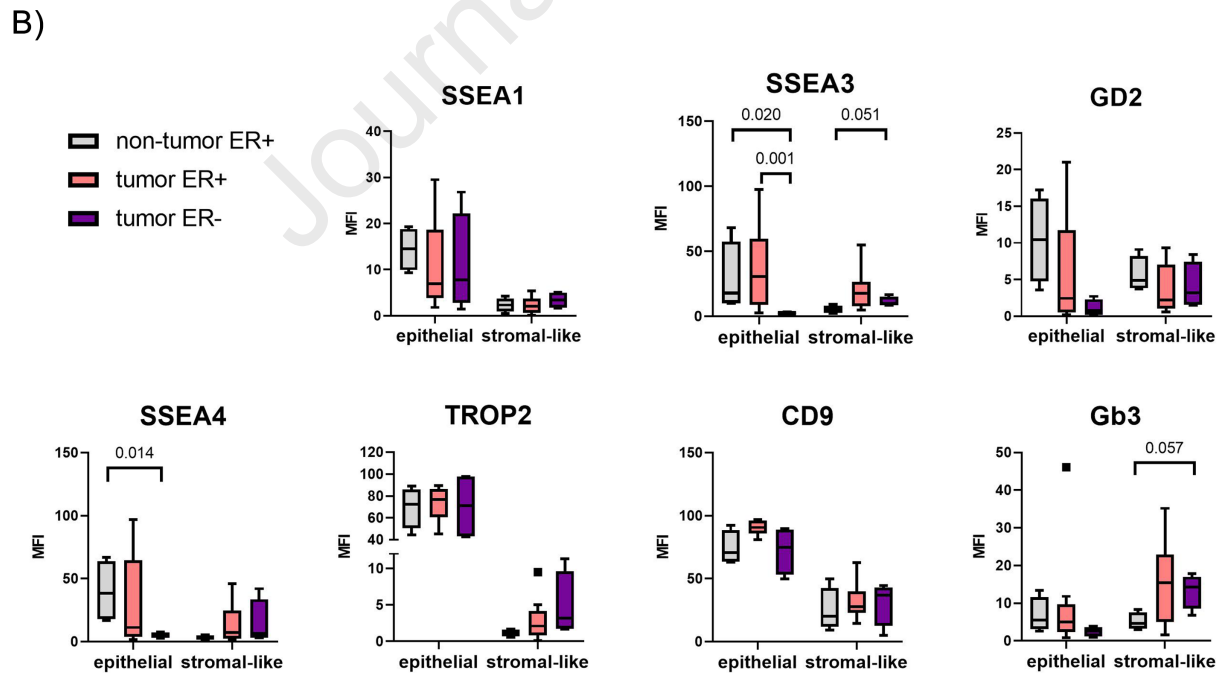 B)
Journa
non-tumor ER+
tumor ER+
tumor ER-
SSEA1
MFI
40
30
20
10
0
epithelial stromal-like
SSEA3
0.020 0.051
0.001
MFI
150
100
50
0
epithelial stromal-like
GD2
MFI
25
20
15
10
5
0
epithelial stromal-like
SSEA4
0.014
MFI
150
100
50
0
epithelial stromal-like
TROP2
MFI
120
100
80
60
40
10
5
0
epithelial stromal-like
CD9
MFI
150
100
50
0
epithelial stromal-like
Gb3
0.057
MFI
50
40
30
20
10
0
epithelial stromal-like